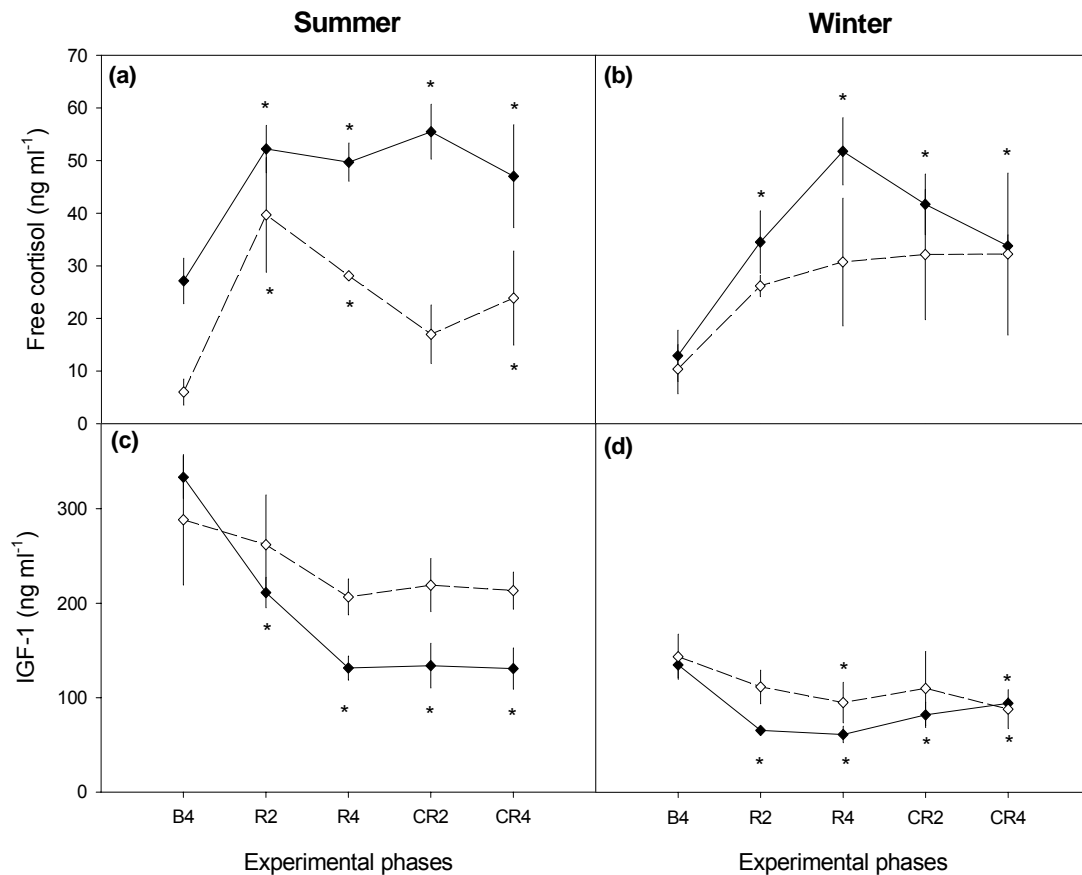 Summer
Winter
(a)
(b)
Free cortisol (ng ml⁻¹)
70
60
50
40
30
20
10
0
* * * *
* * *
* * * *
(c)
(d)
IGF-1 (ng ml⁻¹)
300
200
100
0
* * * *
* *
* * * *
B4 R2 R4 CR2 CR4
B4 R2 R4 CR2 CR4
Experimental phases
Experimental phases